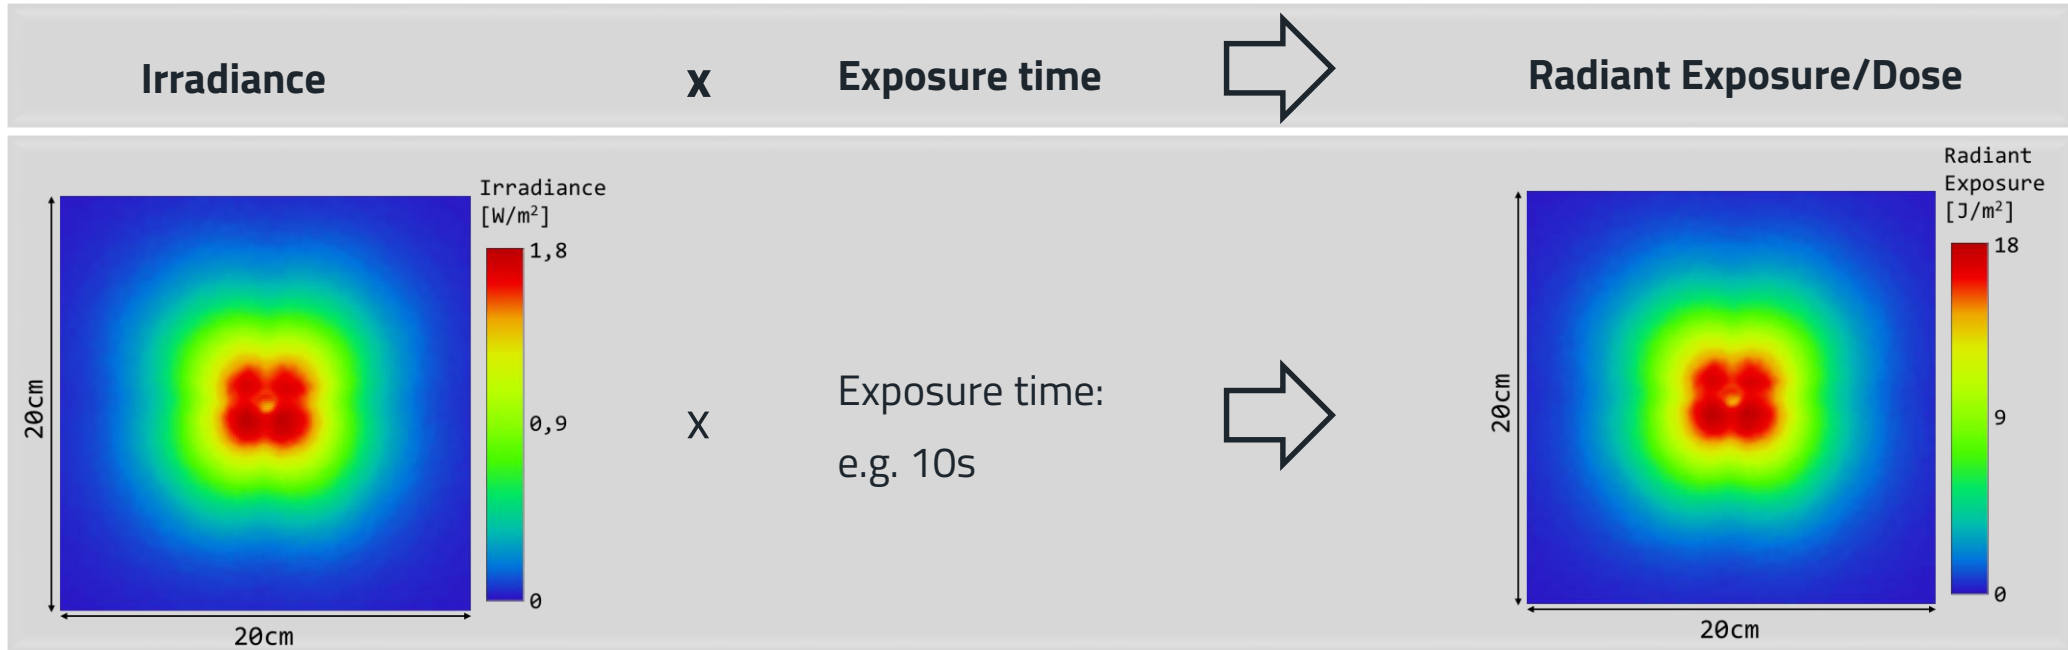 Irradiance x Exposure time Radiant Exposure/Dose
Irradiance
[W/m²]
1,8
0,9
0
20cm
20cm
x
Exposure time:
e.g. 10s
Radiant
Exposure
[J/m²]
18
9
0
20cm
20cm